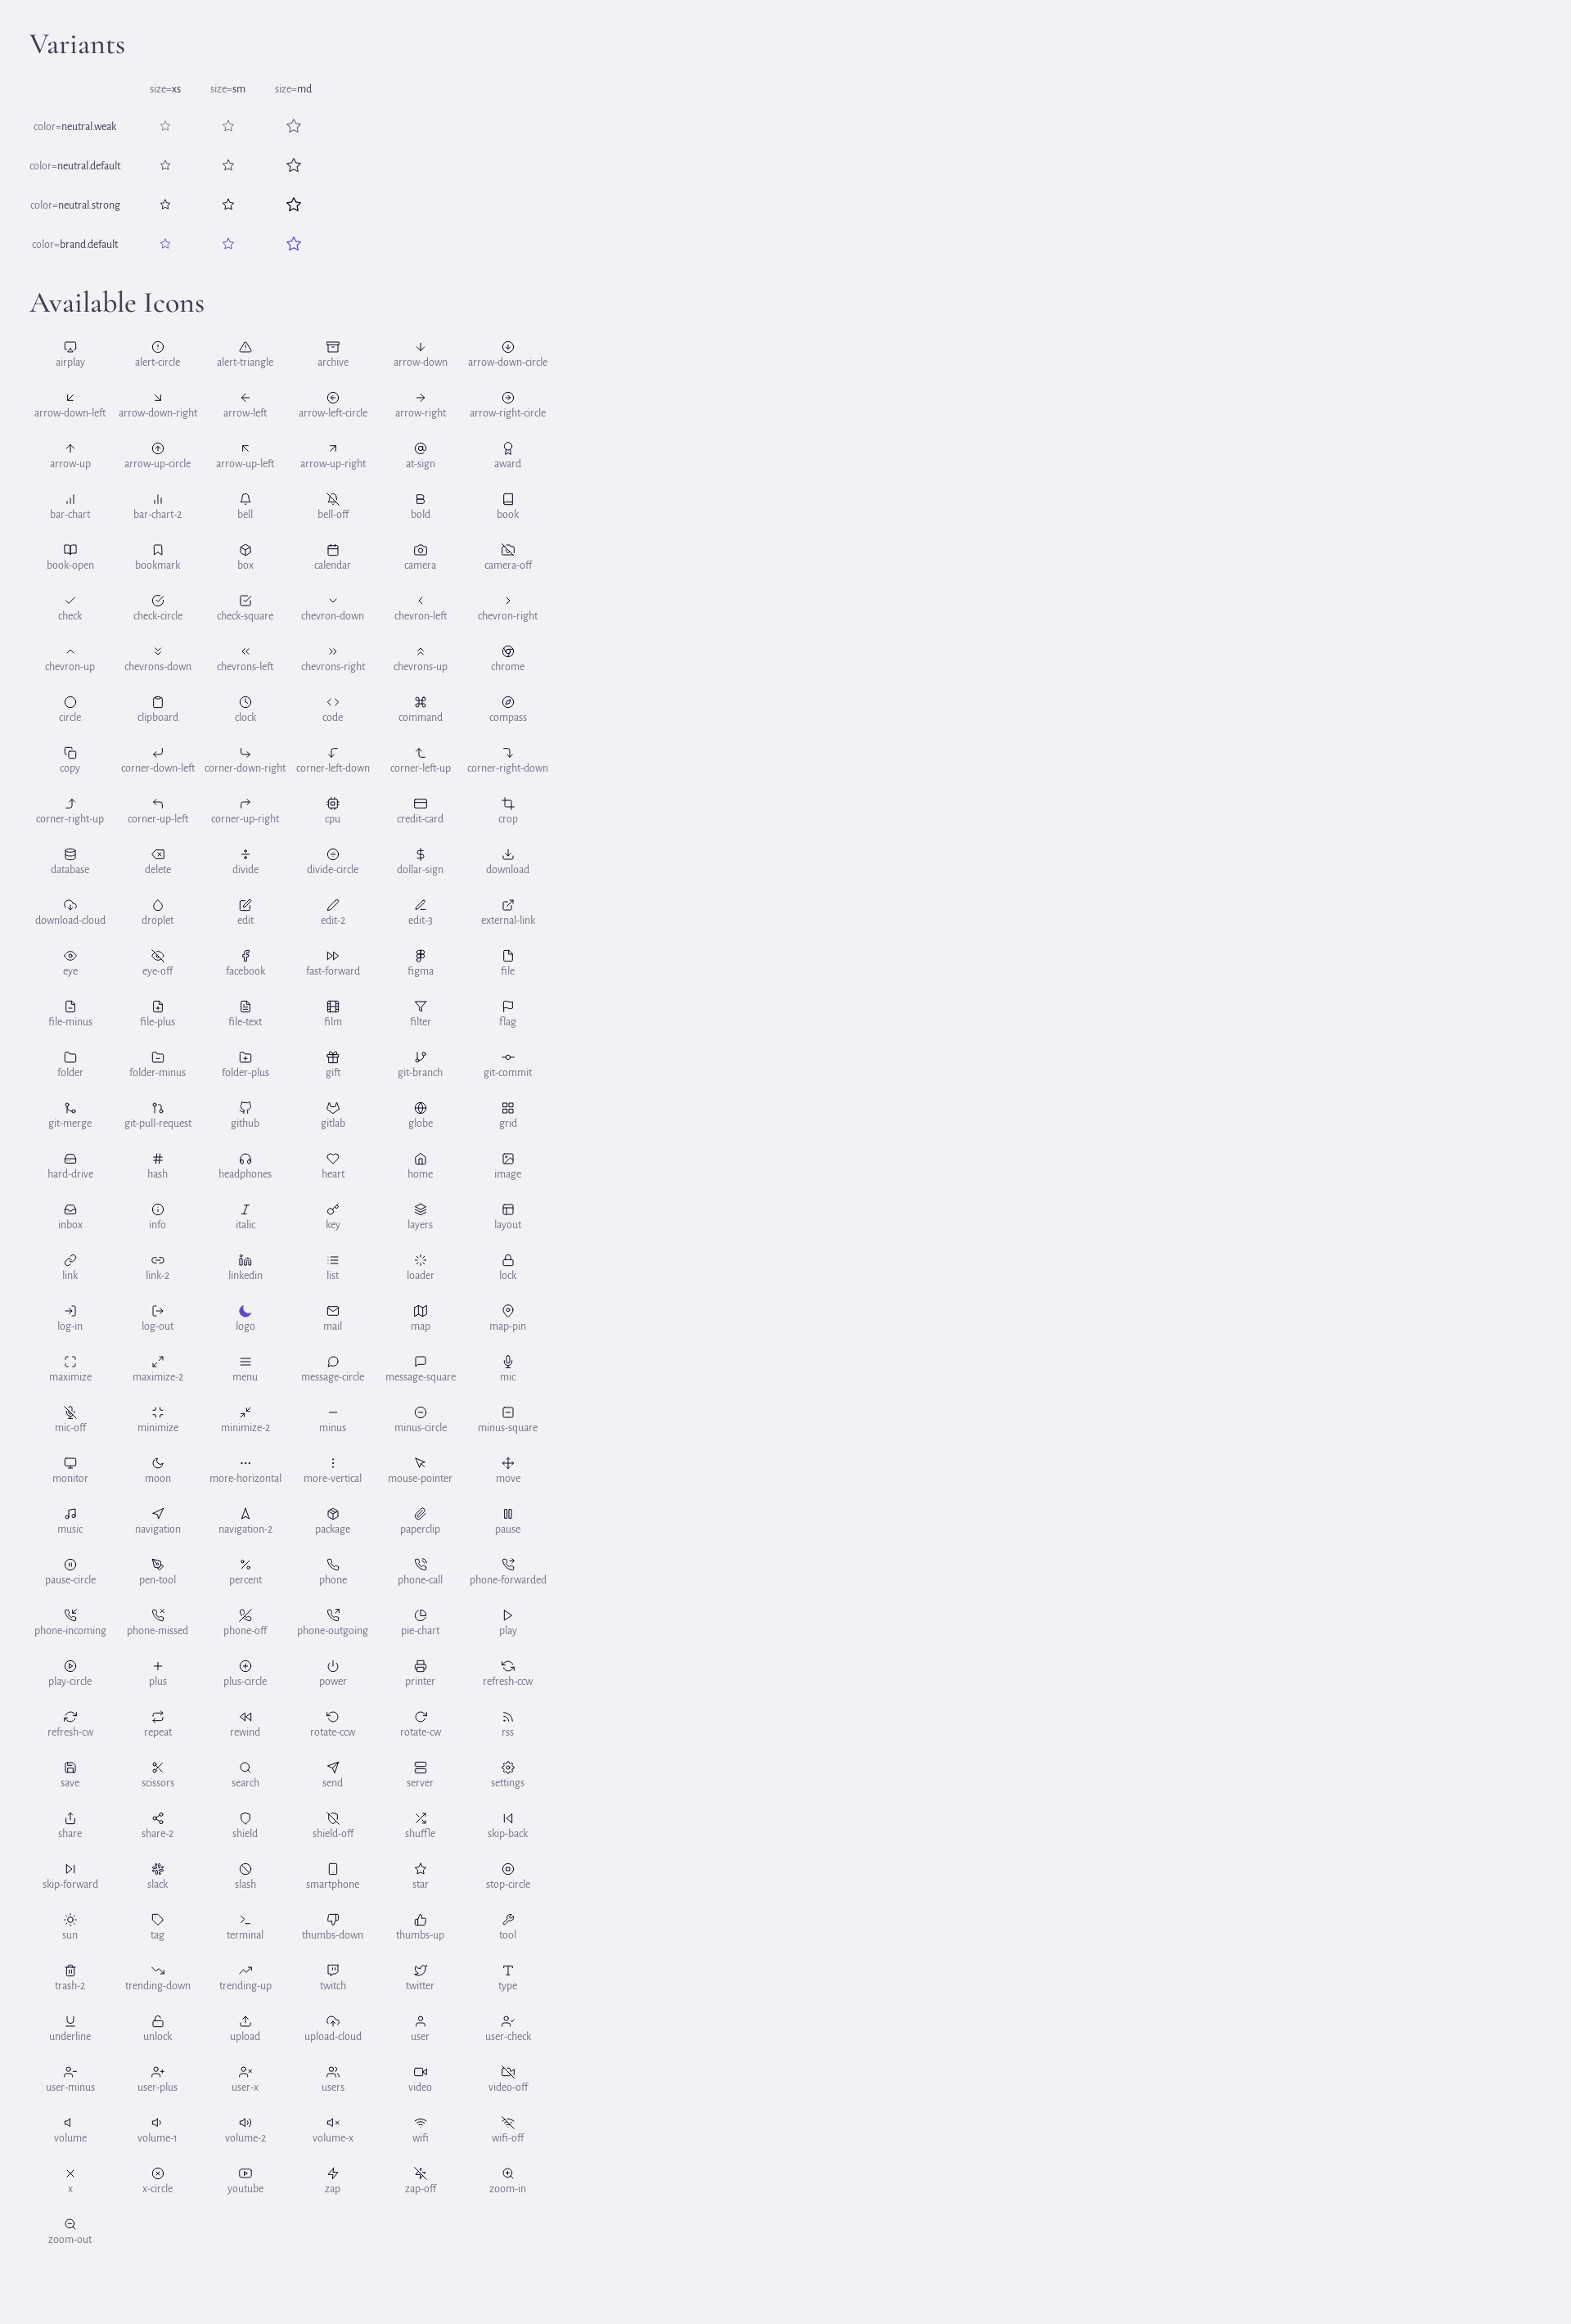 Variants
size=xs size=sm size=md
color=neutral.weak
color=neutral.default
color=neutral.strong
color=brand.default
Available Icons
airplay alert-circle alert-triangle archive arrow-down arrow-down-circle
arrow-down-left arrow-down-right arrow-left arrow-left-circle arrow-right arrow-right-circle
arrow-up arrow-up-circle arrow-up-left arrow-up-right at-sign award
bar-chart bar-chart-2 bell bell-off bold book
book-open bookmark box calendar camera camera-off
check check-circle check-square chevron-down chevron-left chevron-right
chevron-up chevrons-down chevrons-left chevrons-right chevrons-up chrome
circle clipboard clock code command compass
copy corner-down-left corner-down-right corner-left-down corner-left-up corner-right-down
corner-right-up corner-up-left corner-up-right cpu credit-card crop
database delete divide divide-circle dollar-sign download
download-cloud droplet edit edit-2 edit-3 external-link
eye eye-off facebook fast-forward figma file
file-minus file-plus file-text film filter flag
folder folder-minus folder-plus gift git-branch git-commit
git-merge git-pull-request github gitlab globe grid
hard-drive hash headphones heart home image
inbox info italic key layers layout
link link-2 linkedin list loader lock
log-in log-out logo mail map map-pin
maximize maximize-2 menu message-circle message-square mic
mic-off minimize minimize-2 minus minus-circle minus-square
monitor moon more-horizontal more-vertical mouse-pointer move
music navigation navigation-2 package paperclip pause
pause-circle pen-tool percent phone phone-call phone-forwarded
phone-incoming phone-missed phone-off phone-outgoing pie-chart play
play-circle plus plus-circle power printer refresh-ccw
refresh-cw repeat rewind rotate-ccw rotate-cw rss
save scissors search send server settings
share share-2 shield shield-off shuffle skip-back
skip-forward slack slash smartphone star stop-circle
sun tag terminal thumbs-down thumbs-up tool
trash-2 trending-down trending-up twitch twitter type
underline unlock upload upload-cloud user user-check
user-minus user-plus user-x users video video-off
volume volume-1 volume-2 volume-x wifi wifi-off
x x-circle youtube zap zap-off zoom-in
zoom-out